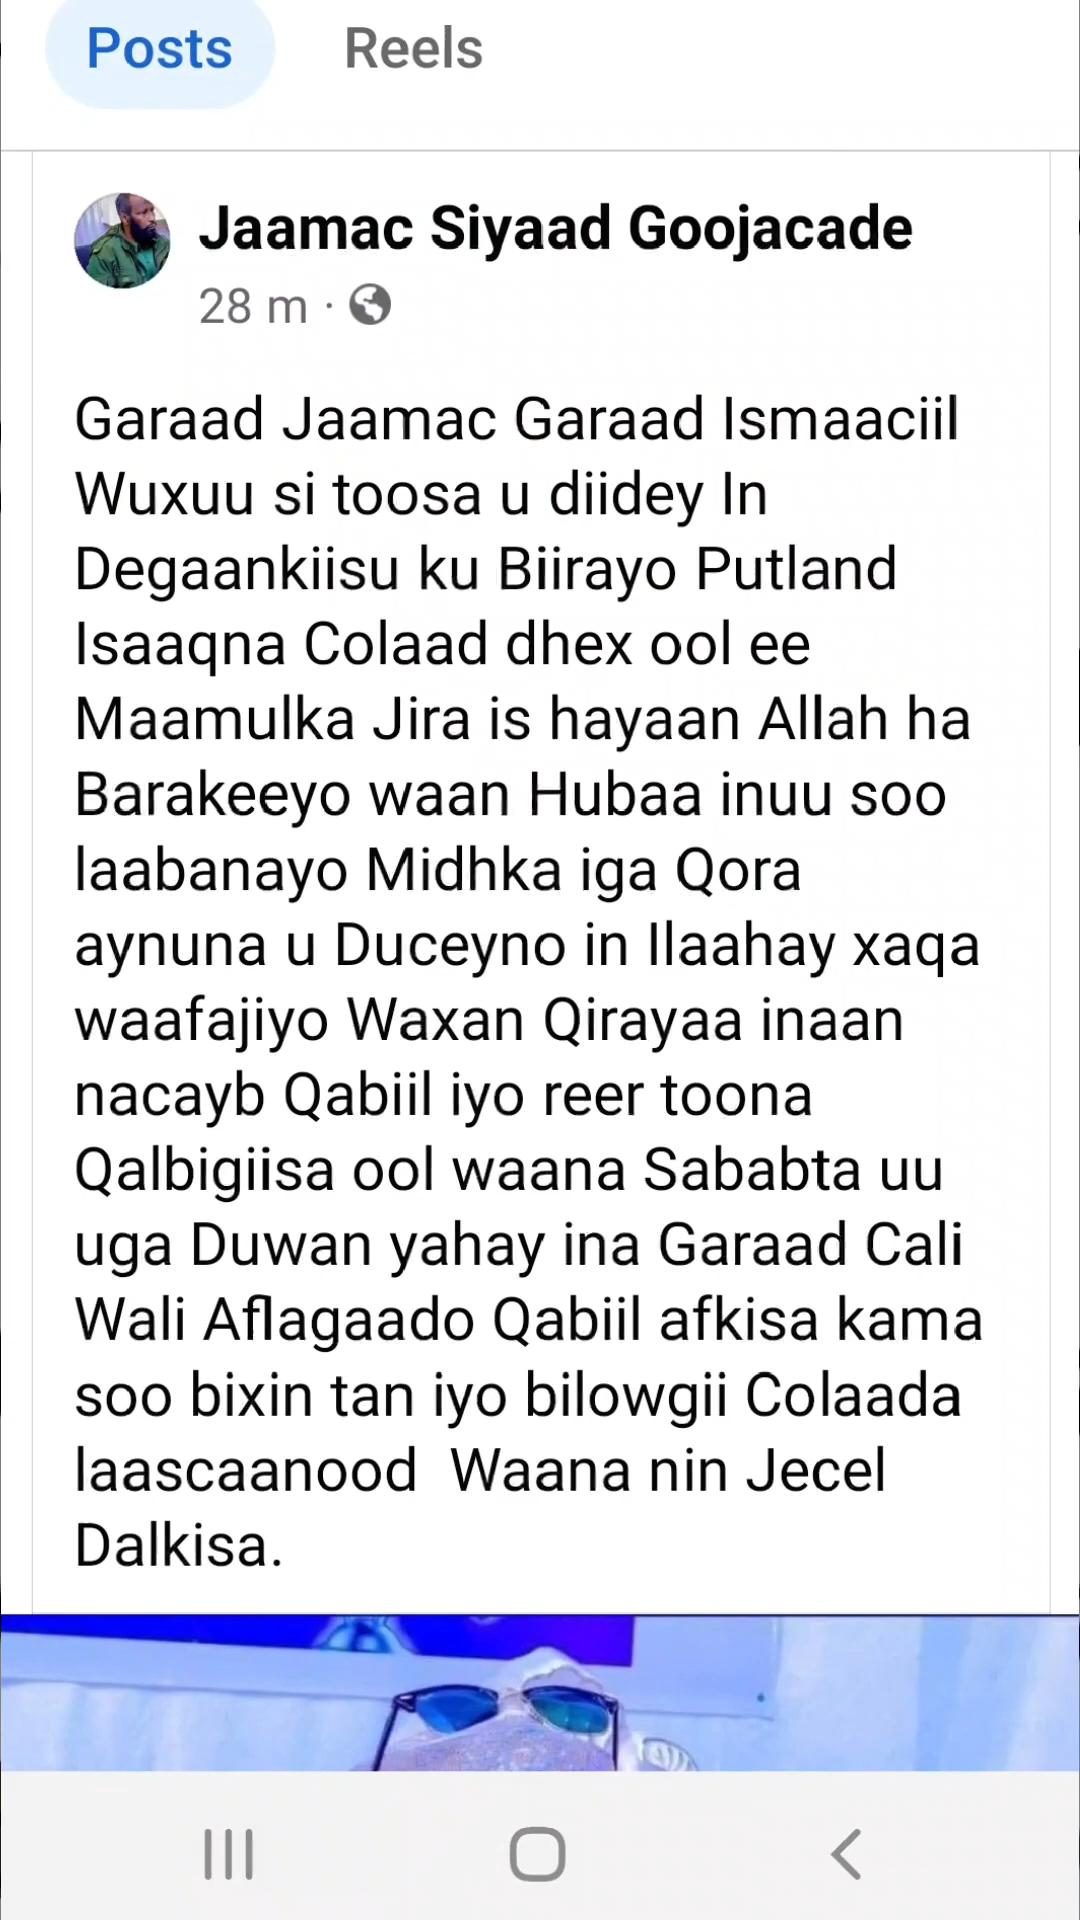 Posts Reels
Jaamac Siyaad Goojacade
28 m ·
Garaad Jaamac Garaad Ismaaciil
Wuxuu si toosa u diidey In
Degaankiisu ku Biirayo Putland
Isaaqna Colaad dhex ool ee
Maamulka Jira is hayaan Allah ha
Barakeeyo waan Hubaa inuu soo
laabanayo Midhka iga Qora
aynuna u Duceyno in Ilaahay xaqa
waafajiyo Waxan Qirayaa inaan
nacayb Qabiil iyo reer toona
Qalbigiisa ool waana Sababta uu
uga Duwan yahay ina Garaad Cali
Wali Aflagaado Qabiil afkisa kama
soo bixin tan iyo bilowgii Colaada
laascaanood Waana nin Jecel
Dalkisa.